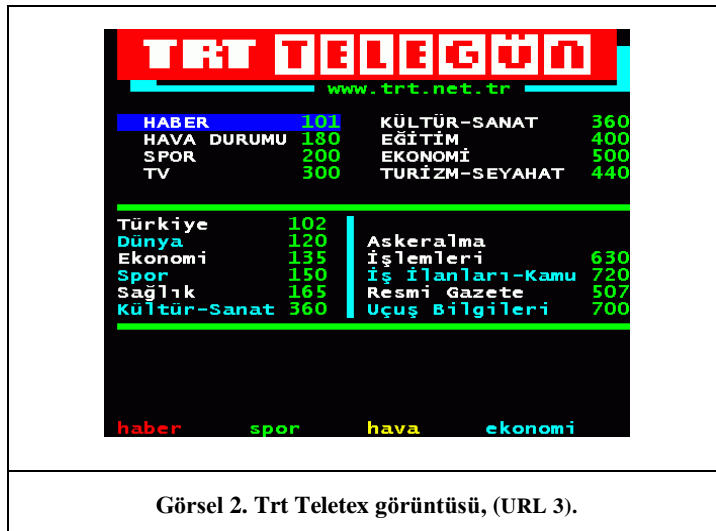 TRT TELEGÜN
www.trt.net.tr
HABER 101 KÜLTÜR-SANAT 360
HAVA DURUMU 180 EĞİTİM 400
SPOR 200 EKONOMİ 500
TV 300 TURİZM-SEYAHAT 440
Türkiye 102
Dünya 120 Askeralma
Ekonomi 135 İşlemleri 630
Spor 150 İş İlanları-Kamu 720
Sağlık 165 Resmi Gazete 507
Kültür-Sanat 360 Uçuş Bilgileri 700
haber spor hava ekonomi
Görsel 2. Trt Teletex görüntüsü, (URL 3).